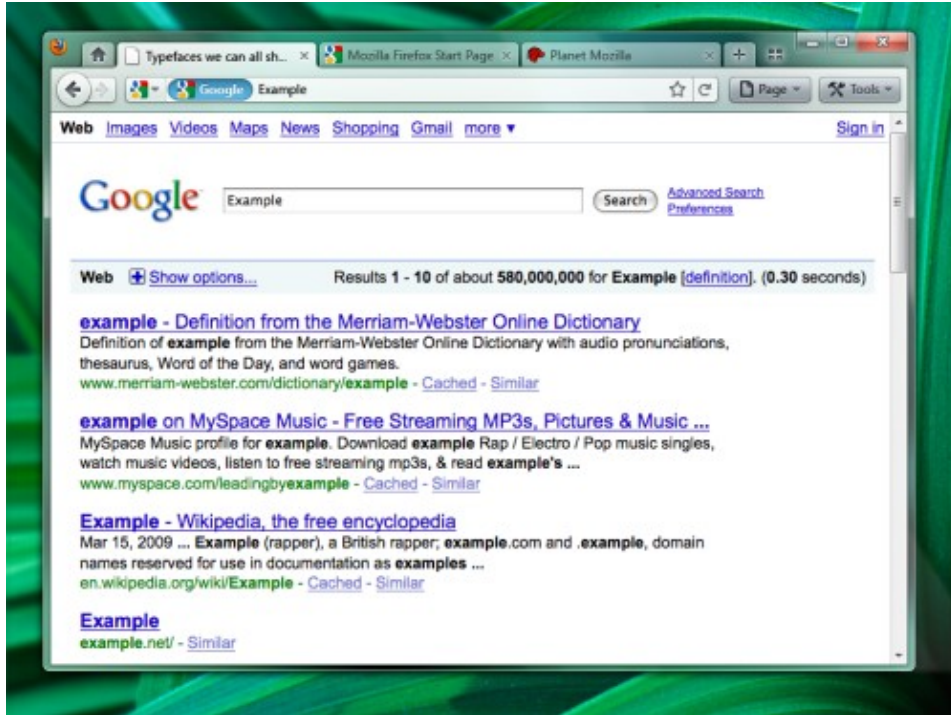 Typefaces we can all sh... Mozilla Firefox Start Page Planet Mozilla
Google Example Page Tools
Web Images Videos Maps News Shopping Gmail more ▼ Sign in
Google Example Search Advanced Search
Preferences
Web Show options... Results 1 - 10 of about 580,000,000 for Example [definition]. (0.30 seconds)
example - Definition from the Merriam-Webster Online Dictionary
Definition of example from the Merriam-Webster Online Dictionary with audio pronunciations,
thesaurus, Word of the Day, and word games.
www.merriam-webster.com/dictionary/example - Cached - Similar
example on MySpace Music - Free Streaming MP3s, Pictures & Music ...
MySpace Music profile for example. Download example Rap / Electro / Pop music singles,
watch music videos, listen to free streaming mp3s, & read example's ...
www.myspace.com/leadingbyexample - Cached - Similar
Example - Wikipedia, the free encyclopedia
Mar 15, 2009 ... Example (rapper), a British rapper; example.com and .example, domain
names reserved for use in documentation as examples ...
en.wikipedia.org/wiki/Example - Cached - Similar
Example
example.net/ - Similar